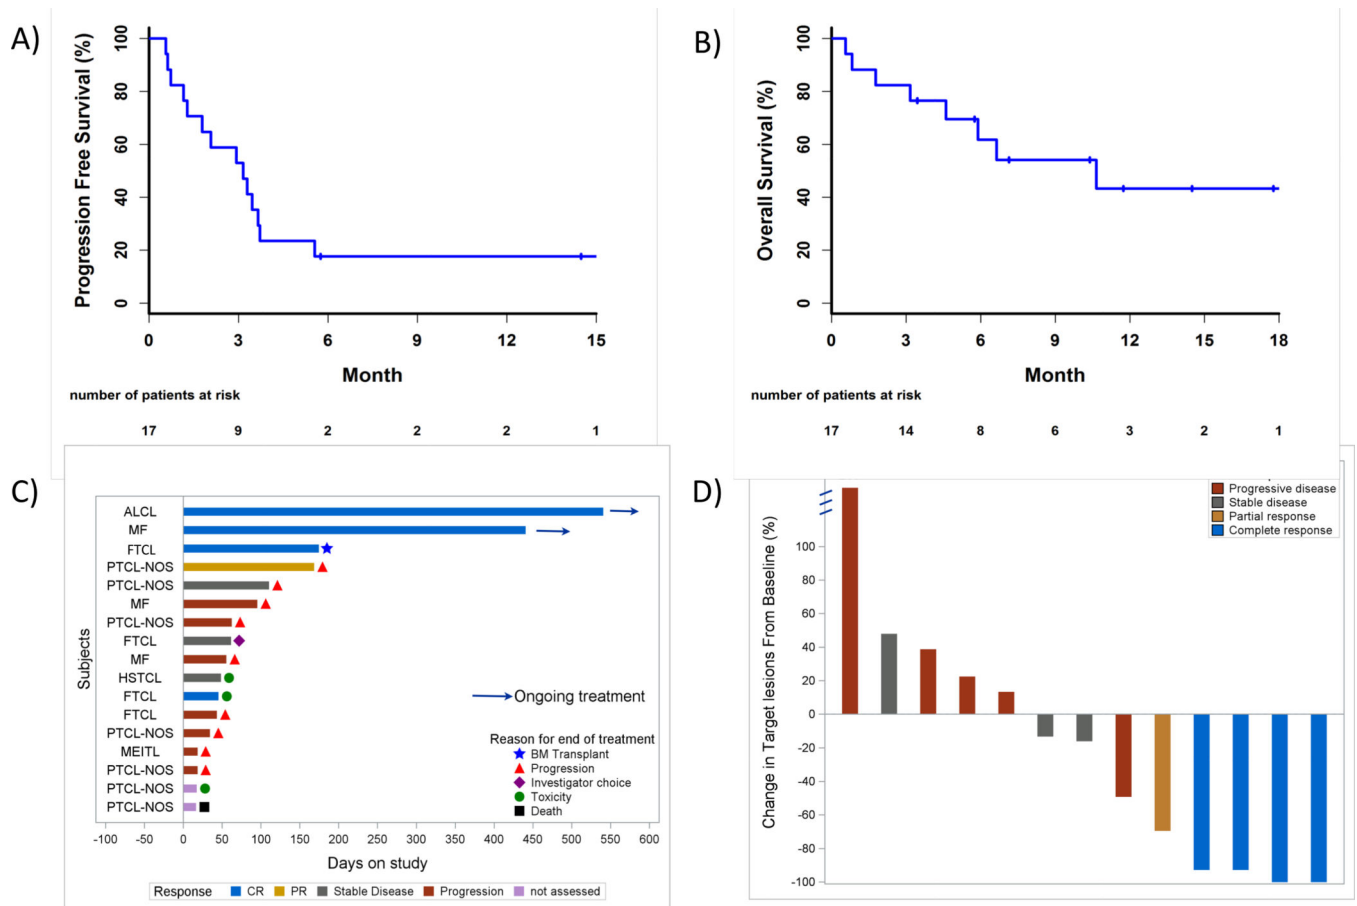 A)
Progression Free Survival (%)
100
80
60
40
20
0
0 3 6 9 12 15
Month
number of patients at risk
17 9 2 2 2 1
B)
Overall Survival (%)
100
80
60
40
20
0
0 3 6 9 12 15 18
Month
number of patients at risk
17 14 8 6 3 2 1
C)
Subjects
ALCL
MF
FTCL
PTCL-NOS
PTCL-NOS
MF
PTCL-NOS
FTCL
MF
HSTCL
FTCL
FTCL
PTCL-NOS
MEITL
PTCL-NOS
PTCL-NOS
PTCL-NOS
Ongoing treatment
Reason for end of treatment
BM Transplant
Progression
Investigator choice
Toxicity
Death
-100 -50 0 50 100 150 200 250 300 350 400 450 500 550 600
Days on study
Response CR PR Stable Disease Progression not assessed
D)
Change in Target lesions From Baseline (%)
Progressive disease
Stable disease
Partial response
Complete response
100
80
60
40
20
0
-20
-40
-60
-80
-100